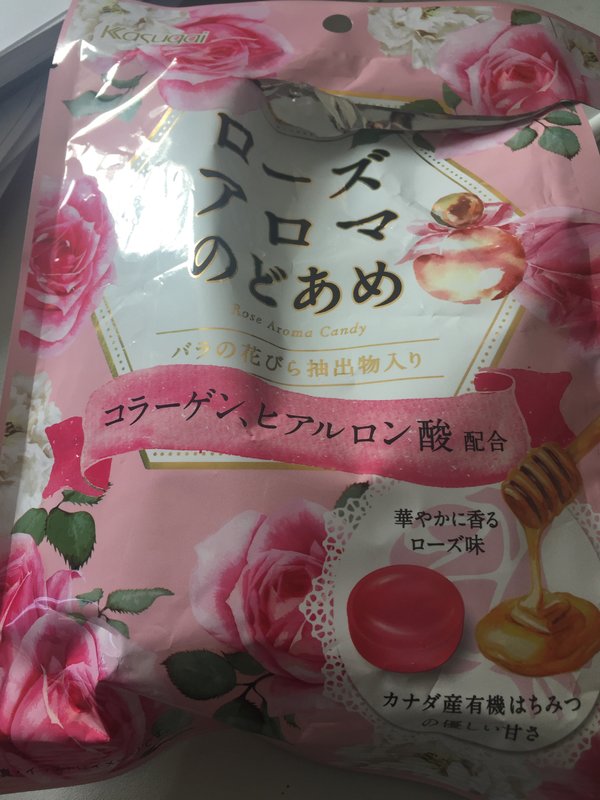 Kasugai
ローズ
アロマ
のどあめ
Rose Aroma Candy
バラの花びら抽出物入り
コラーゲン、ヒアルロン酸 配合
華やかに香る
ローズ味
カナダ産有機はちみつ
の優しい甘さ